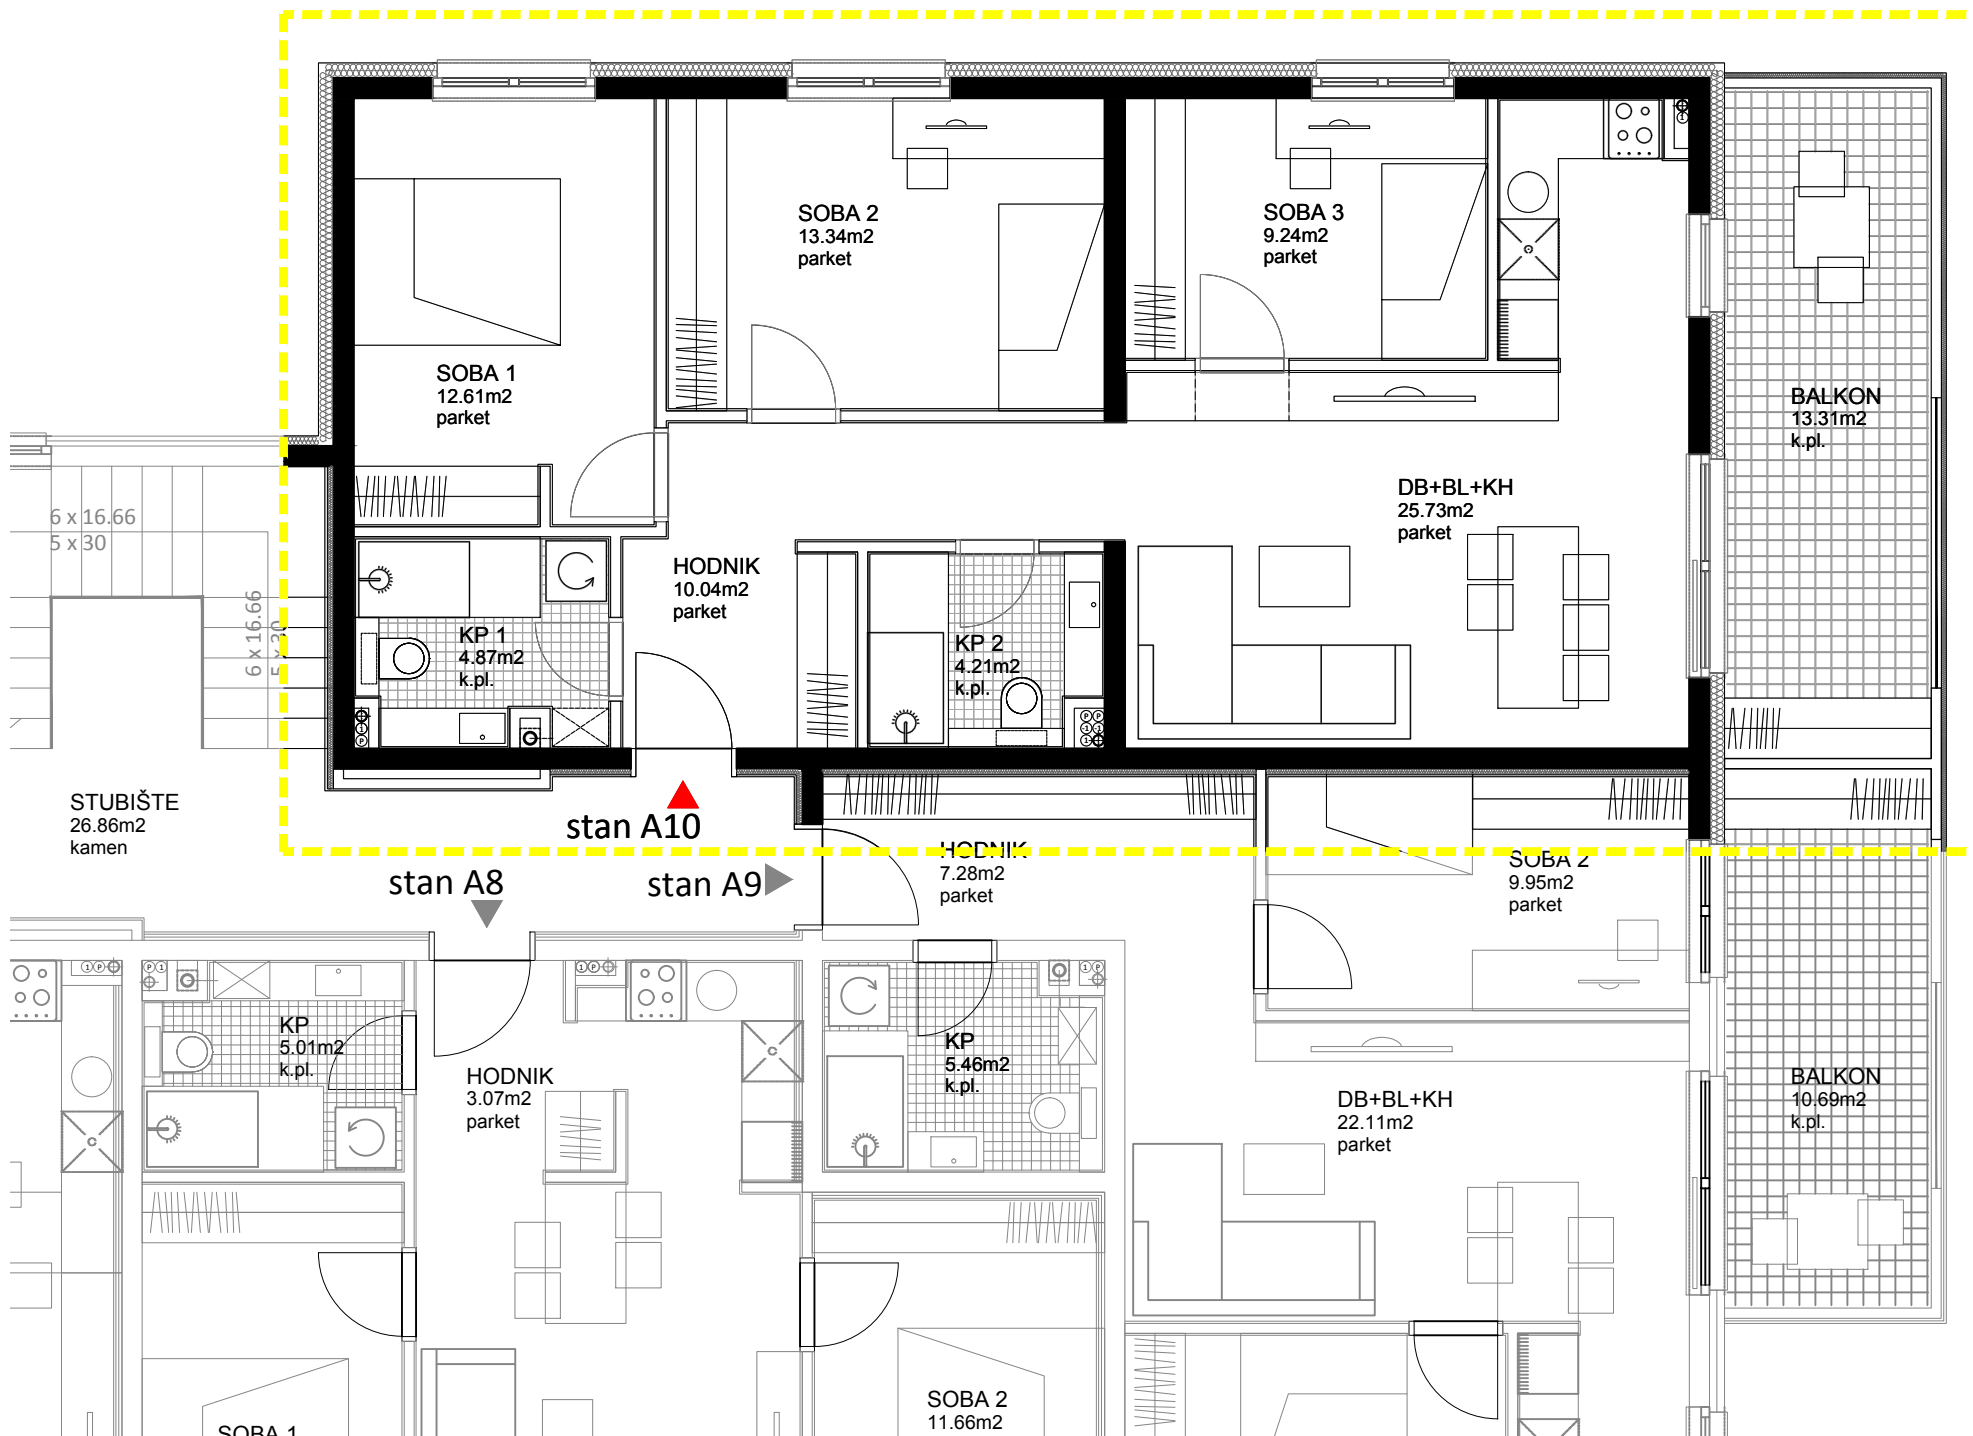 SOBA 1
12.61m2
parket
SOBA 2
13.34m2
parket
SOBA 3
9.24m2
parket
BALKON
13.31m2
k.pl.
DB+BL+KH
25.73m2
parket
HODNIK
10.04m2
parket
KP 1
4.87m2
k.pl.
KP 2
4.21m2
k.pl.
6 x 16.66
5 x 30
6 x 16.66
5 x 30
STUBIŠTE
26.86m2
kamen
stan A10
stan A8
stan A9
HODNIK
7.28m2
parket
SOBA 2
9.95m2
parket
KP
5.01m2
k.pl.
HODNIK
3.07m2
parket
KP
5.46m2
k.pl.
DB+BL+KH
22.11m2
parket
BALKON
10.69m2
k.pl.
SOBA 1
SOBA 2
11.66m2